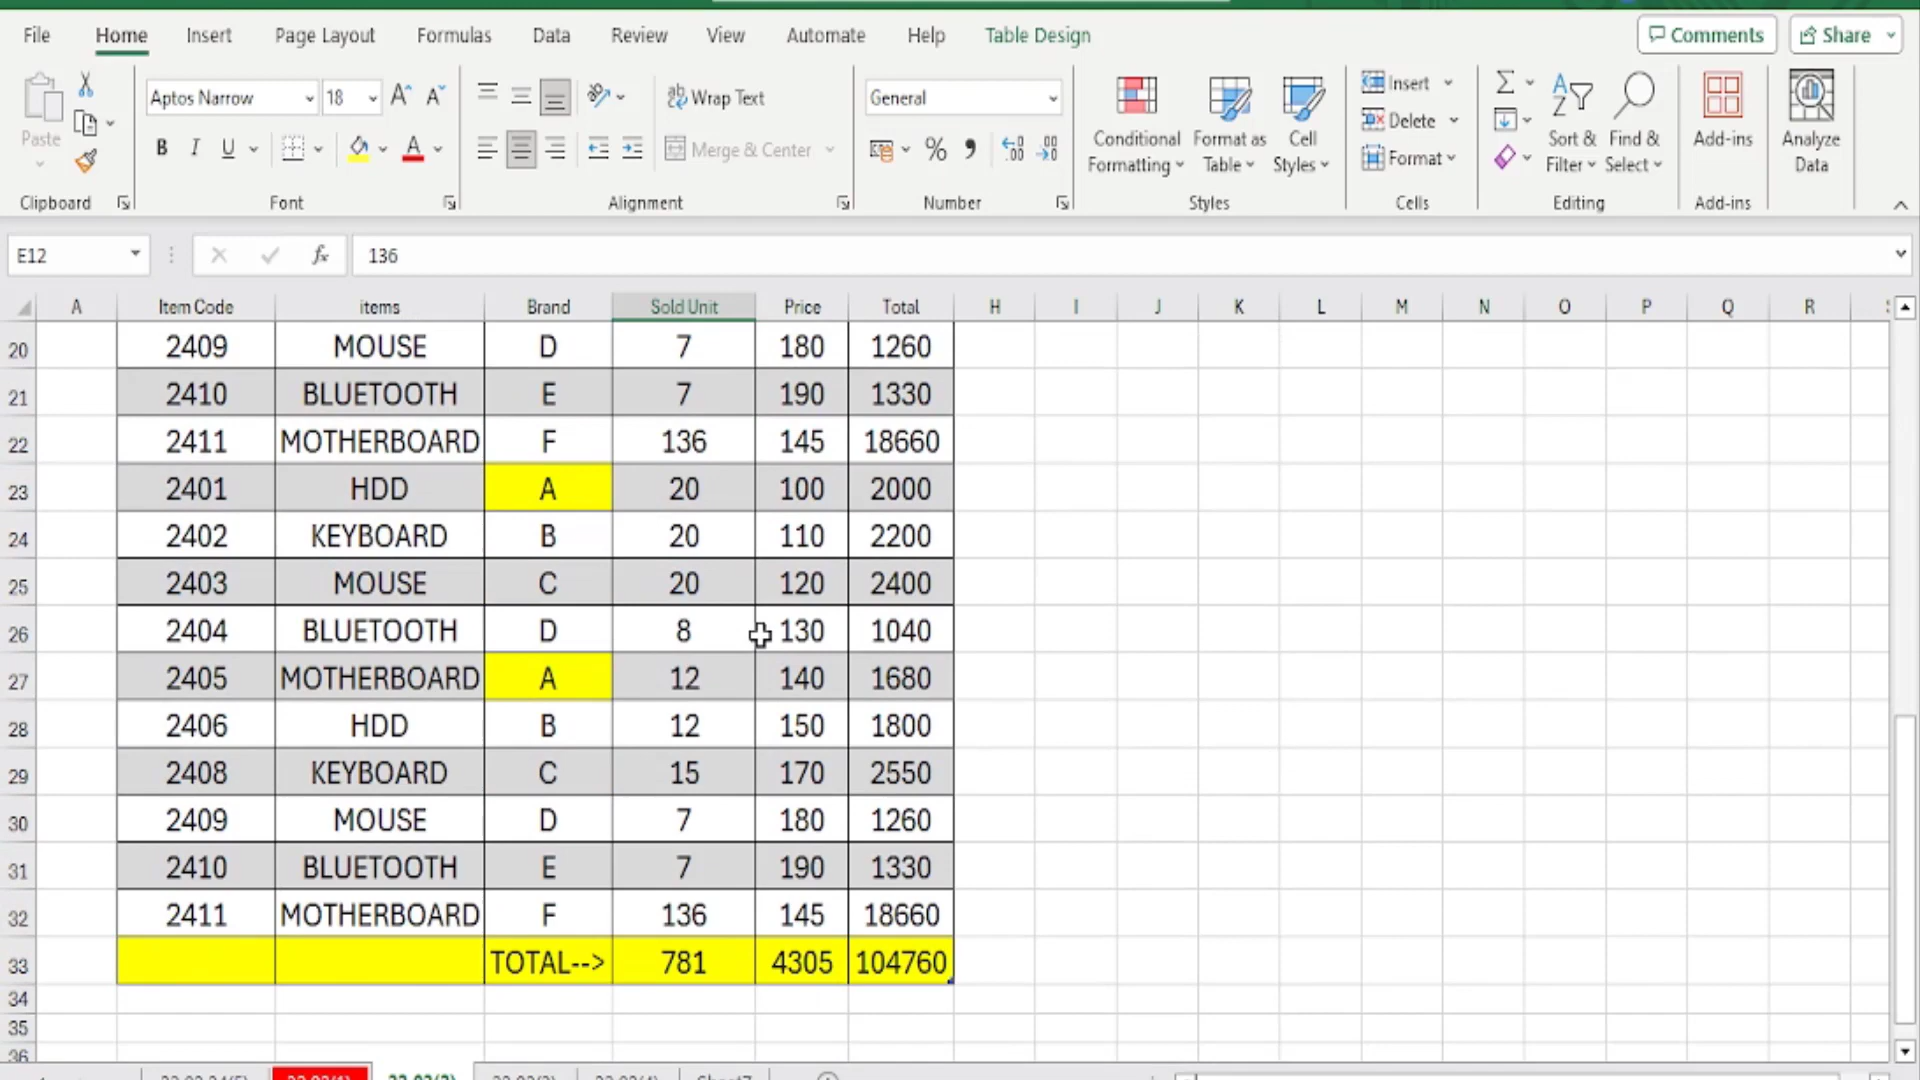 File Home Insert Page Layout Formulas Data Review View Automate Help Table Design Comments Share
Paste Aptos Narrow 18 A^ A˅ Wrap Text General Conditional Formatting Format as Table Cell Styles Insert Delete Format Sort & Filter Find & Select Add-ins Analyze Data
B I U A Merge & Center % 9 .00 .00
Clipboard Font Alignment Number Styles Cells Editing Add-ins
E12 fx 136
A Item Code items Brand Sold Unit Price Total H I J K L M N O P Q R
20 2409 MOUSE D 7 180 1260
21 2410 BLUETOOTH E 7 190 1330
22 2411 MOTHERBOARD F 136 145 18660
23 2401 HDD A 20 100 2000
24 2402 KEYBOARD B 20 110 2200
25 2403 MOUSE C 20 120 2400
26 2404 BLUETOOTH D 8 130 1040
27 2405 MOTHERBOARD A 12 140 1680
28 2406 HDD B 12 150 1800
29 2408 KEYBOARD C 15 170 2550
30 2409 MOUSE D 7 180 1260
31 2410 BLUETOOTH E 7 190 1330
32 2411 MOTHERBOARD F 136 145 18660
33 TOTAL--> 781 4305 104760
34
35
36